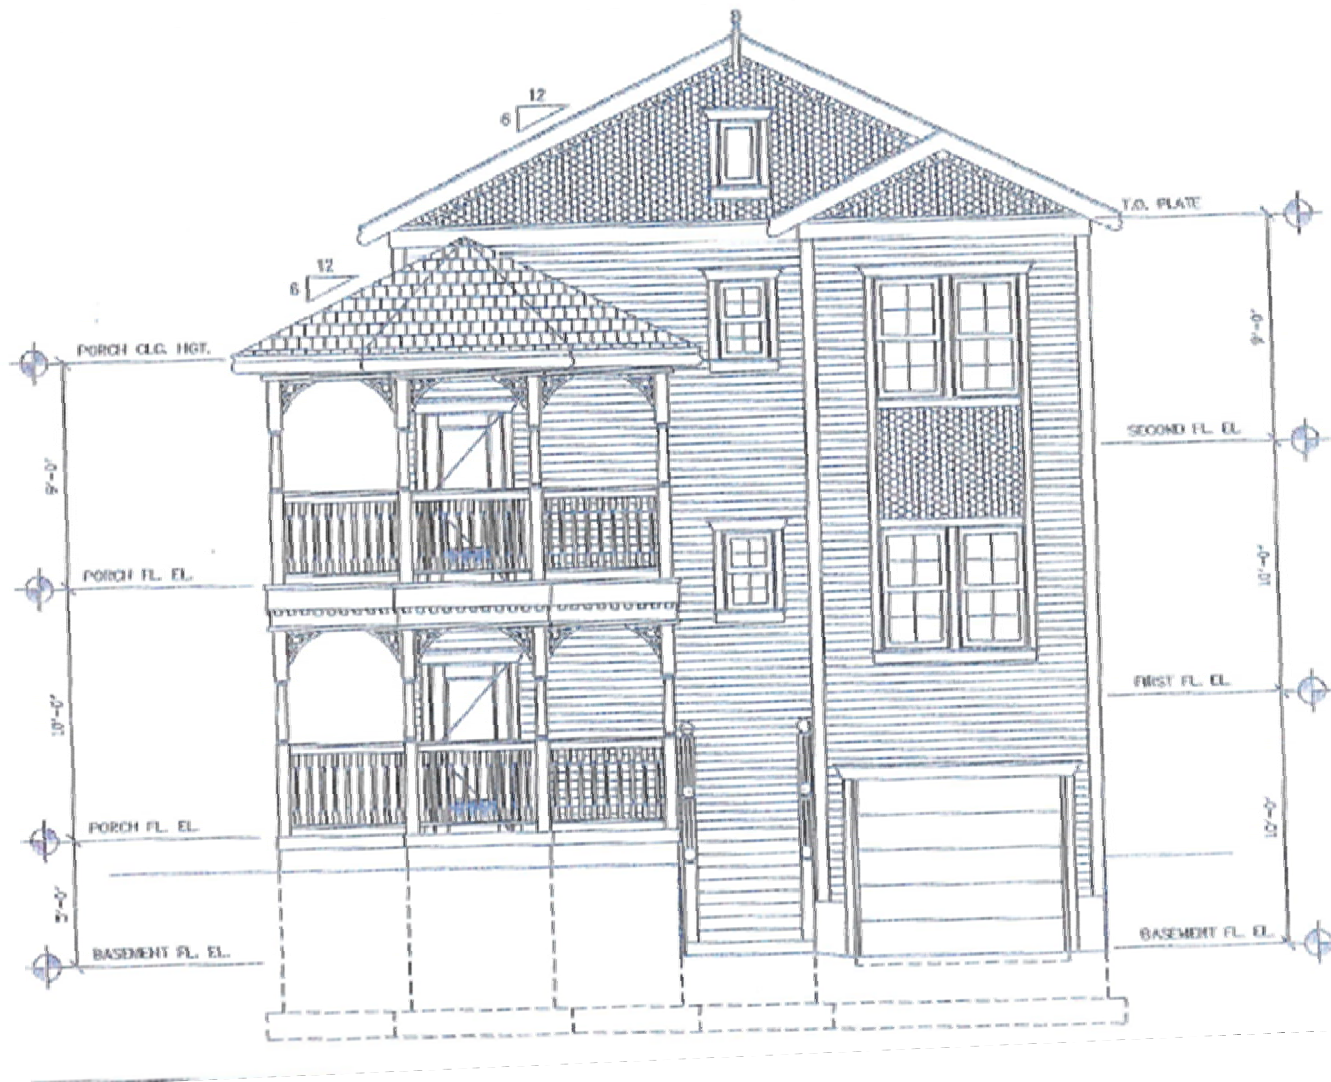 12
6
T.O. PLATE
12
6
PORCH CLG. HGT.
9'-0"
SECOND FL. EL.
9'-0"
PORCH FL. EL.
10'-0"
FIRST FL. EL.
10'-0"
PORCH FL. EL.
10'-0"
5'-0"
BASEMENT FL. EL.
BASEMENT FL. EL.